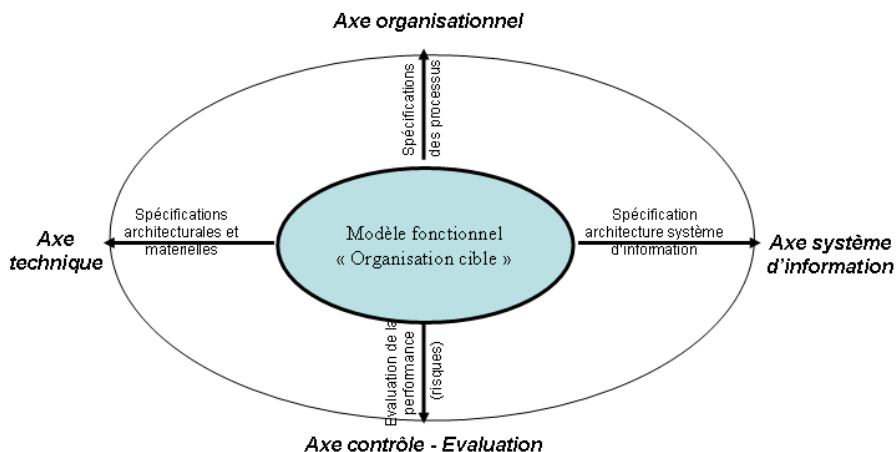 Axe organisationnel
Spécifications
des processus
Spécifications
architecturales et
matérielles
Axe
technique
Modèle fonctionnel
« Organisation cible »
Spécification
architecture système
d'information
Axe système
d'information
Evaluation de la
performance
(risques)
Axe contrôle - Evaluation